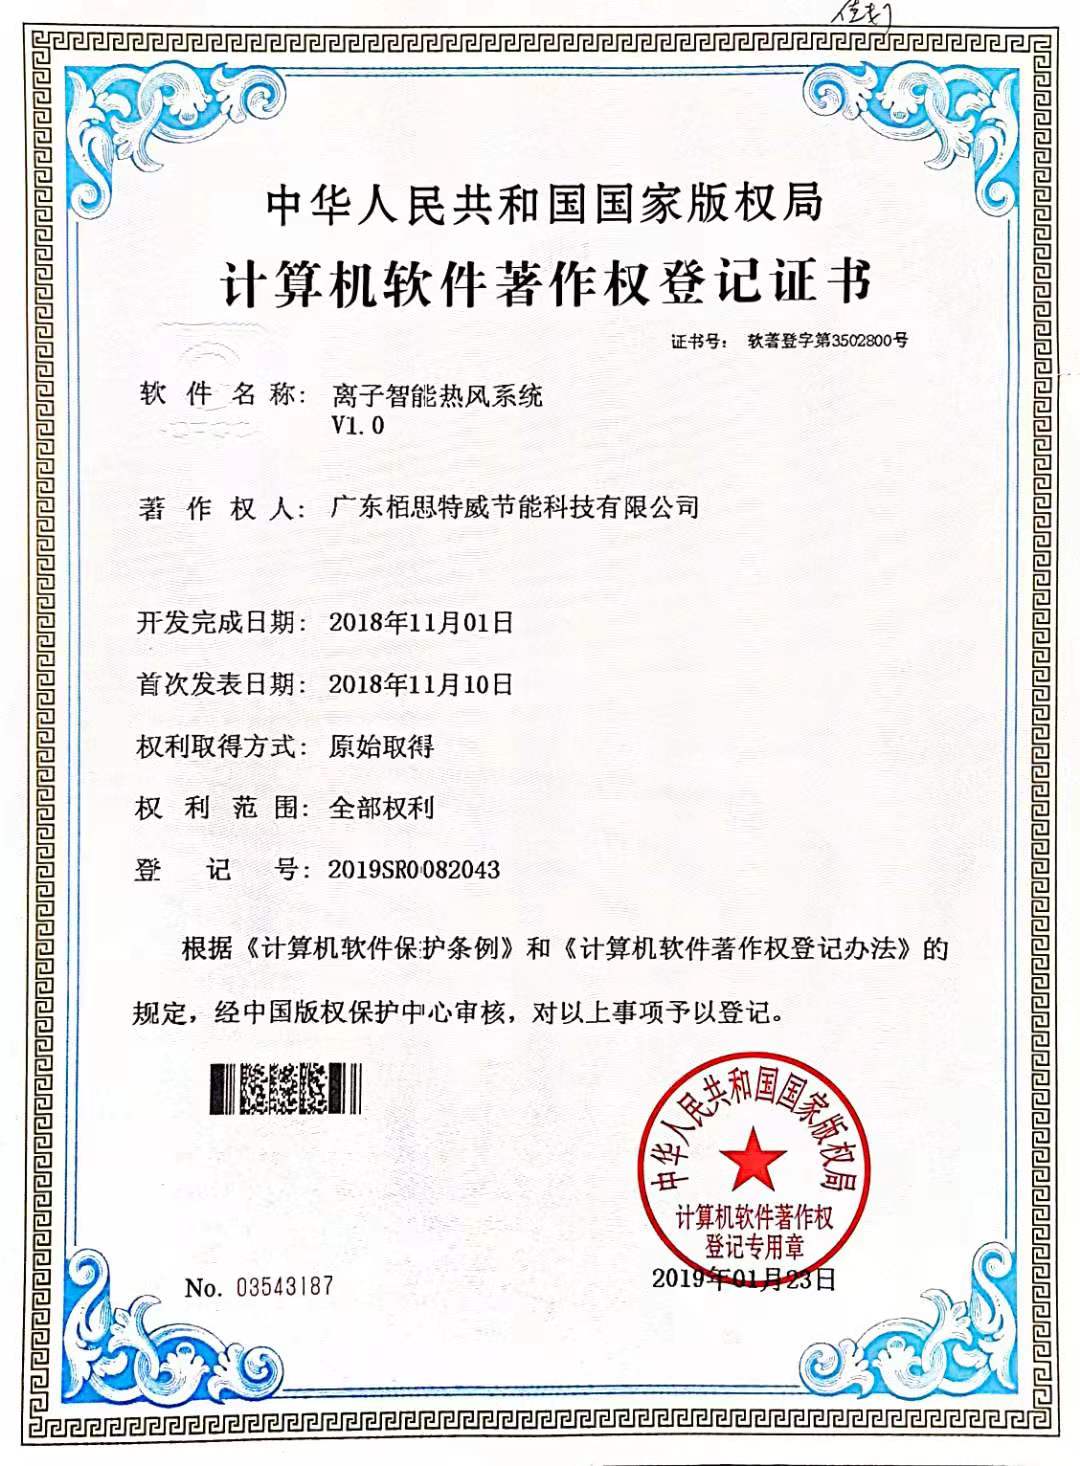 中华人民共和国国家版权局
计算机软件著作权登记证书
证书号： 软著登字第3502800号
软件名称： 离子智能热风系统
V1.0
著作权人： 广东栢思特威节能科技有限公司
开发完成日期： 2018年11月01日
首次发表日期： 2018年11月10日
权利取得方式： 原始取得
权利范围： 全部权利
登记号： 2019SR0082043
根据《计算机软件保护条例》和《计算机软件著作权登记办法》的
规定，经中国版权保护中心审核，对以上事项予以登记。
中华人民共和国国家版权局
计算机软件著作权
登记专用章
2019年01月23日
No. 03543187